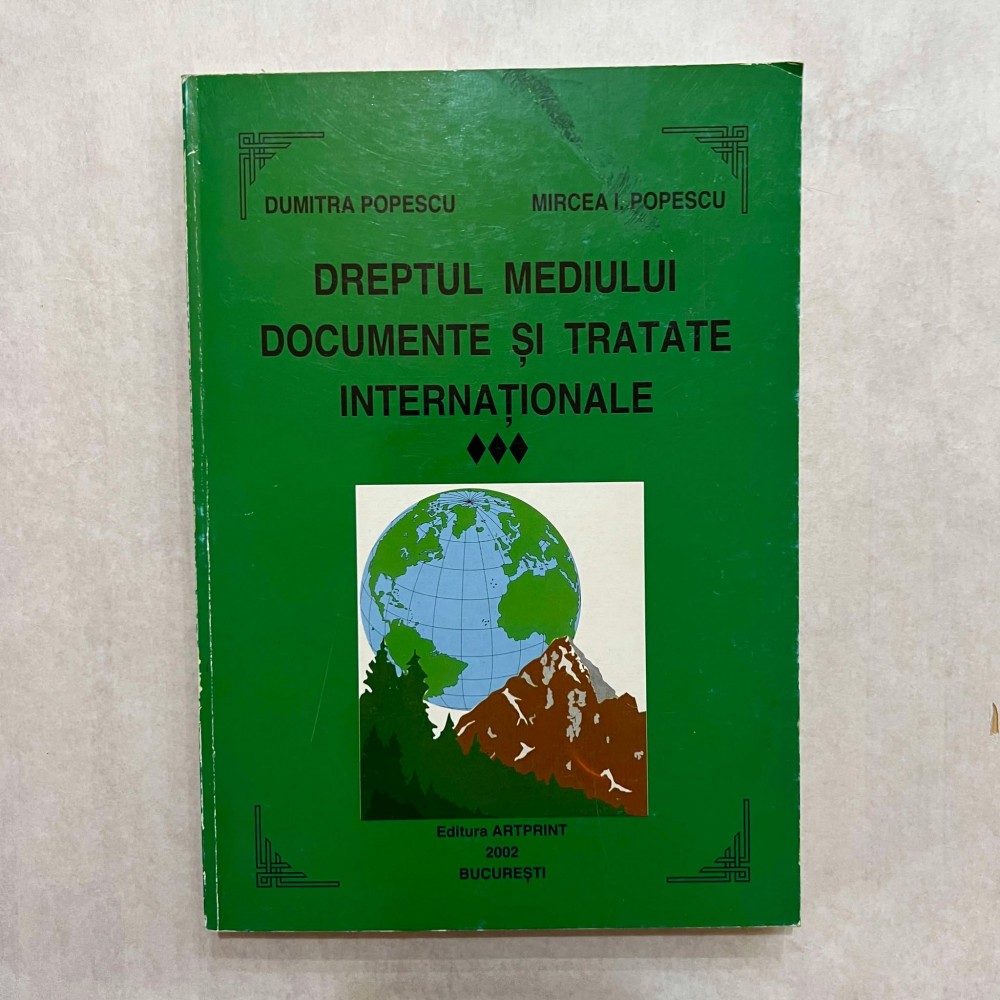 DUMITRA POPESCU MIRCEA I. POPESCU
DREPTUL MEDIULUI
DOCUMENTE ȘI TRATATE
INTERNAȚIONALE
Editura ARTPRINT
2002
BUCUREȘTI